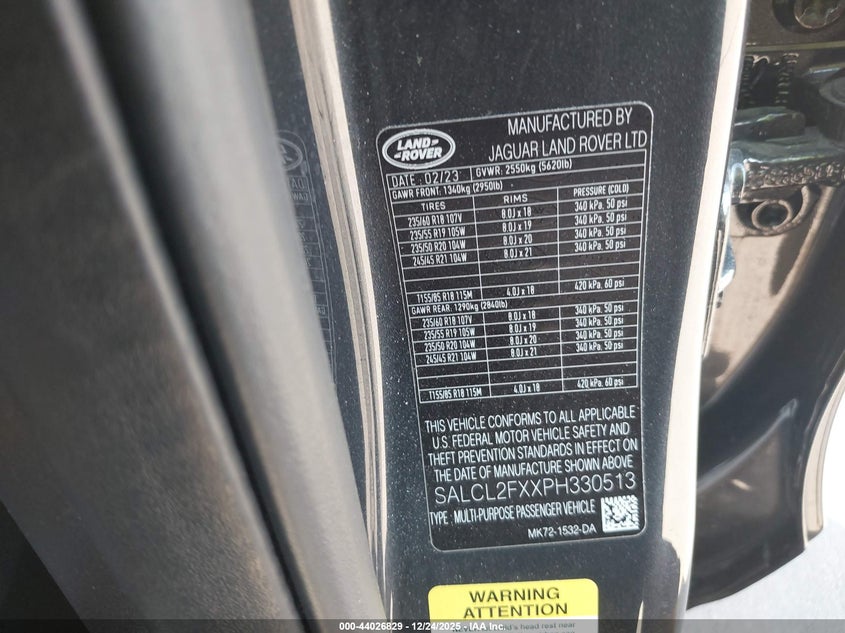 LAND-
-ROVER
MANUFACTURED BY
JAGUAR LAND ROVER LTD
DATE: 02/23 GVWR: 2550kg (5620lb)
GAWR FRONT: 1340kg (2950lb)
TIRES RIMS PRESSURE (COLD)
235/60 R18 107V 8.0J x 18 340 kPa, 50 psi
235/55 R19 105W 8.0J x 19 340 kPa, 50 psi
235/50 R20 104W 8.0J x 20 340 kPa, 50 psi
245/45 R21 104W 8.0J x 21 340 kPa, 50 psi
T155/85 R18 115M 4.0J x 18 420 kPa, 60 psi
GAWR REAR: 1290kg (2840lb)
235/60 R18 107V 8.0J x 18 340 kPa, 50 psi
235/55 R19 105W 8.0J x 19 340 kPa, 50 psi
235/50 R20 104W 8.0J x 20 340 kPa, 50 psi
245/45 R21 104W 8.0J x 21 340 kPa, 50 psi
T155/85 R18 115M 4.0J x 18 420 kPa, 60 psi
THIS VEHICLE CONFORMS TO ALL APPLICABLE
U.S. FEDERAL MOTOR VEHICLE SAFETY AND
THEFT PREVENTION STANDARDS IN EFFECT ON
THE DATE OF MANUFACTURE SHOWN ABOVE
SALCL2FXXPH330513
TYPE : MULTI-PURPOSE PASSENGER VEHICLE
MK72-1532-DA
WARNING
ATTENTION
head rest near
000-44026829 - 12/24/2025 - IAA Inc.